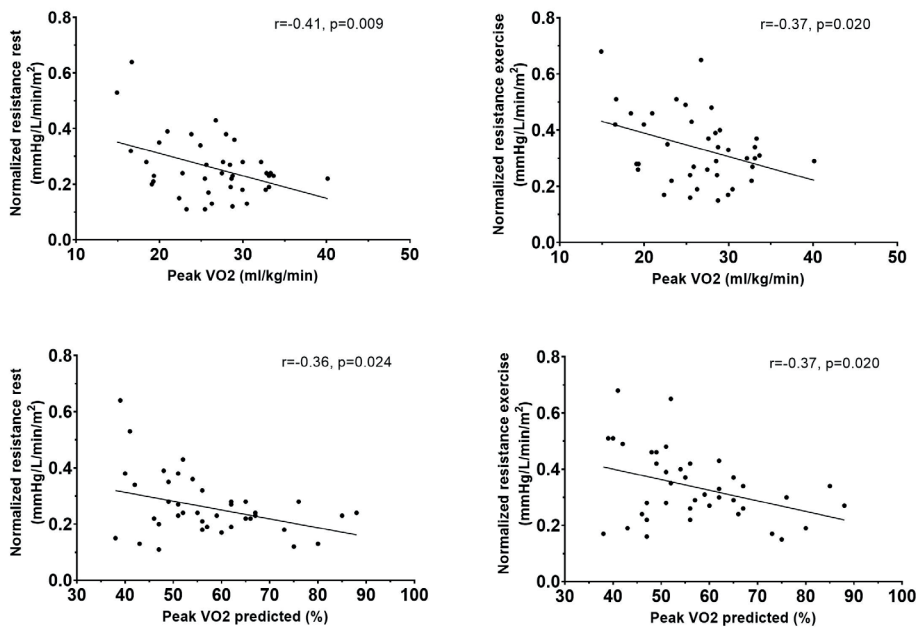 r=-0.41, p=0.009
Normalized resistance rest
(mmHg/L/min/m²)
0.8
0.6
0.4
0.2
0.0
10 20 30 40 50
Peak VO2 (ml/kg/min)
r=-0.37, p=0.020
Normalized resistance exercise
(mmHg/L/min/m²)
0.8
0.6
0.4
0.2
0.0
10 20 30 40 50
Peak VO2 (ml/kg/min)
r=-0.36, p=0.024
Normalized resistance rest
(mmHg/L/min/m²)
0.8
0.6
0.4
0.2
0.0
30 40 50 60 70 80 90 100
Peak VO2 predicted (%)
r=-0.37, p=0.020
Normalized resistance exercise
(mmHg/L/min/m²)
0.8
0.6
0.4
0.2
0.0
30 40 50 60 70 80 90 100
Peak VO2 predicted (%)